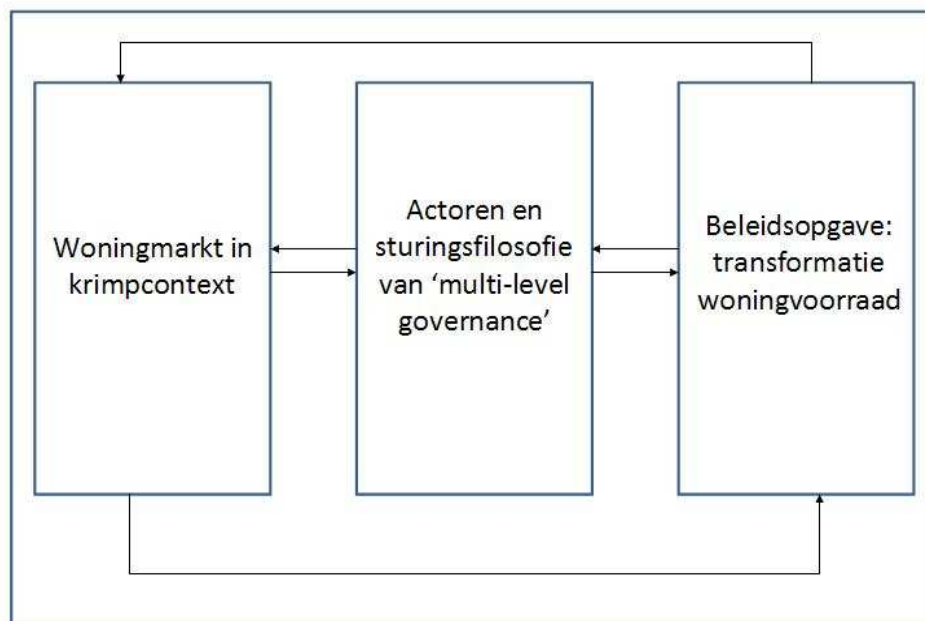 Woningmarkt in
krimpcontext
Actoren en
sturingsfilosofie
van ‘multi-level
governance’
Beleidsopgave:
transformatie
woningvoorraad